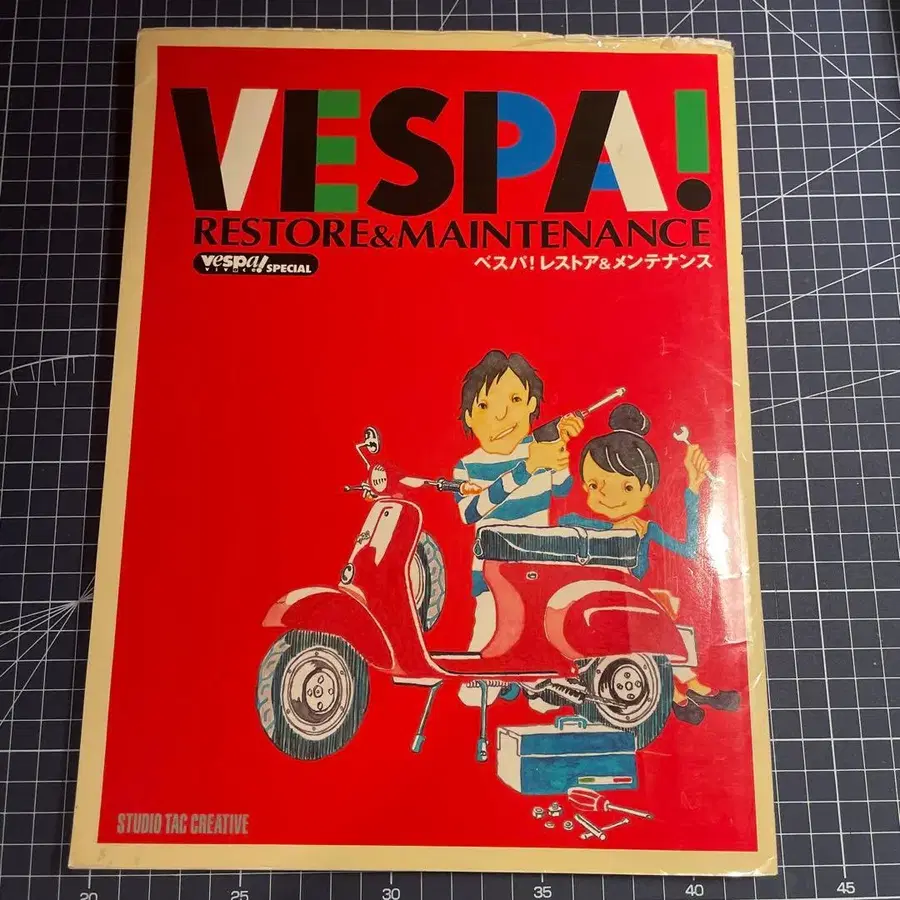 VESPA!
RESTORE&MAINTENANCE
vespa! SPECIAL
ベスパ!レストア&メンテナンス
STUDIO TAC CREATIVE
20 25 30 35 40 45